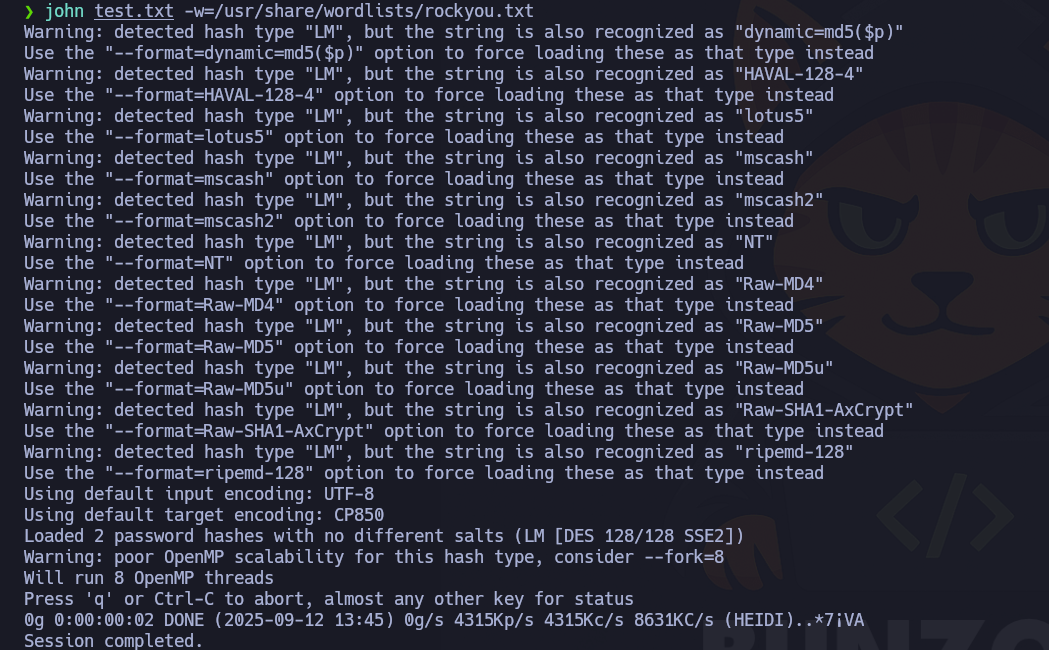 ❯ john test.txt -w=/usr/share/wordlists/rockyou.txt
Warning: detected hash type "LM", but the string is also recognized as "dynamic=md5($p)"
Use the "--format=dynamic=md5($p)" option to force loading these as that type instead
Warning: detected hash type "LM", but the string is also recognized as "HAVAL-128-4"
Use the "--format=HAVAL-128-4" option to force loading these as that type instead
Warning: detected hash type "LM", but the string is also recognized as "lotus5"
Use the "--format=lotus5" option to force loading these as that type instead
Warning: detected hash type "LM", but the string is also recognized as "mscash"
Use the "--format=mscash" option to force loading these as that type instead
Warning: detected hash type "LM", but the string is also recognized as "mscash2"
Use the "--format=mscash2" option to force loading these as that type instead
Warning: detected hash type "LM", but the string is also recognized as "NT"
Use the "--format=NT" option to force loading these as that type instead
Warning: detected hash type "LM", but the string is also recognized as "Raw-MD4"
Use the "--format=Raw-MD4" option to force loading these as that type instead
Warning: detected hash type "LM", but the string is also recognized as "Raw-MD5"
Use the "--format=Raw-MD5" option to force loading these as that type instead
Warning: detected hash type "LM", but the string is also recognized as "Raw-MD5u"
Use the "--format=Raw-MD5u" option to force loading these as that type instead
Warning: detected hash type "LM", but the string is also recognized as "Raw-SHA1-AxCrypt"
Use the "--format=Raw-SHA1-AxCrypt" option to force loading these as that type instead
Warning: detected hash type "LM", but the string is also recognized as "ripemd-128"
Use the "--format=ripemd-128" option to force loading these as that type instead
Using default input encoding: UTF-8
Using default target encoding: CP850
Loaded 2 password hashes with no different salts (LM [DES 128/128 SSE2])
Warning: poor OpenMP scalability for this hash type, consider --fork=8
Will run 8 OpenMP threads
Press 'q' or Ctrl-C to abort, almost any other key for status
0g 0:00:00:02 DONE (2025-09-12 13:45) 0g/s 4315Kp/s 4315Kc/s 8631KC/s (HEIDI)..*7¡VA
Session completed.